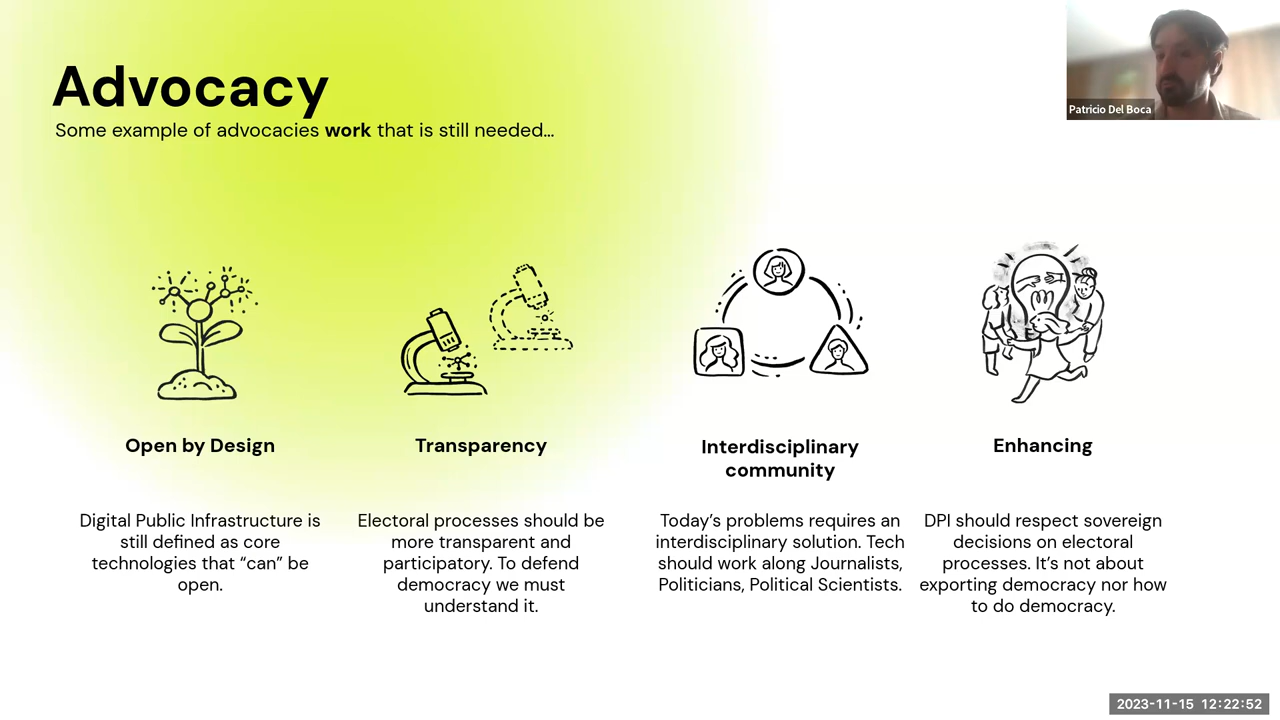 Advocacy
Some example of advocacies work that is still needed...
Patricio Del Boca
Open by Design
Digital Public Infrastructure is
still defined as core
technologies that “can” be
open.
Transparency
Electoral processes should be
more transparent and
participatory. To defend
democracy we must
understand it.
Interdisciplinary
community
Today’s problems requires an
interdisciplinary solution. Tech
should work along Journalists,
Politicians, Political Scientists.
Enhancing
DPI should respect sovereign
decisions on electoral
processes. It’s not about
exporting democracy nor how
to do democracy.
2023-11-15 12:22:52